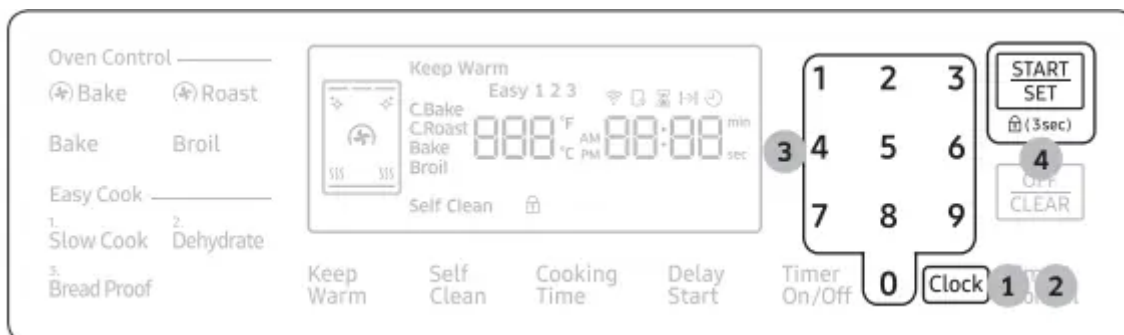 Oven Control
Bake Roast
Bake Broil
Easy Cook
1. Slow Cook 2. Dehydrate
3. Bread Proof
Keep Warm
Easy 1 2 3
C.Bake
C.Roast
Bake
Broil
°F
°C
AM
PM
88:88
min
sec
Self Clean
Keep Warm
Self Clean
Cooking Time
Delay Start
Timer On/Off
1 2 3
3 4 5 6
7 8 9
0 Clock 1 2
START
SET
(3sec)
4
OFF
CLEAR